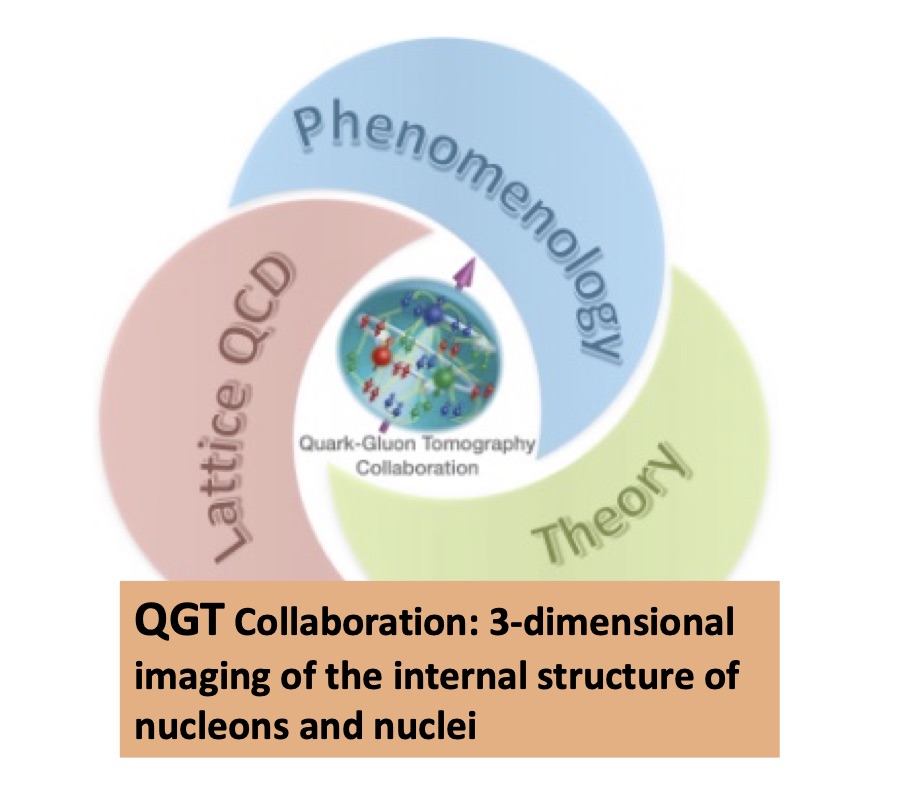 Phenomenology
Lattice QCD
Theory
Quark-Gluon Tomography
Collaboration
QGT Collaboration: 3-dimensional
imaging of the internal structure of
nucleons and nuclei